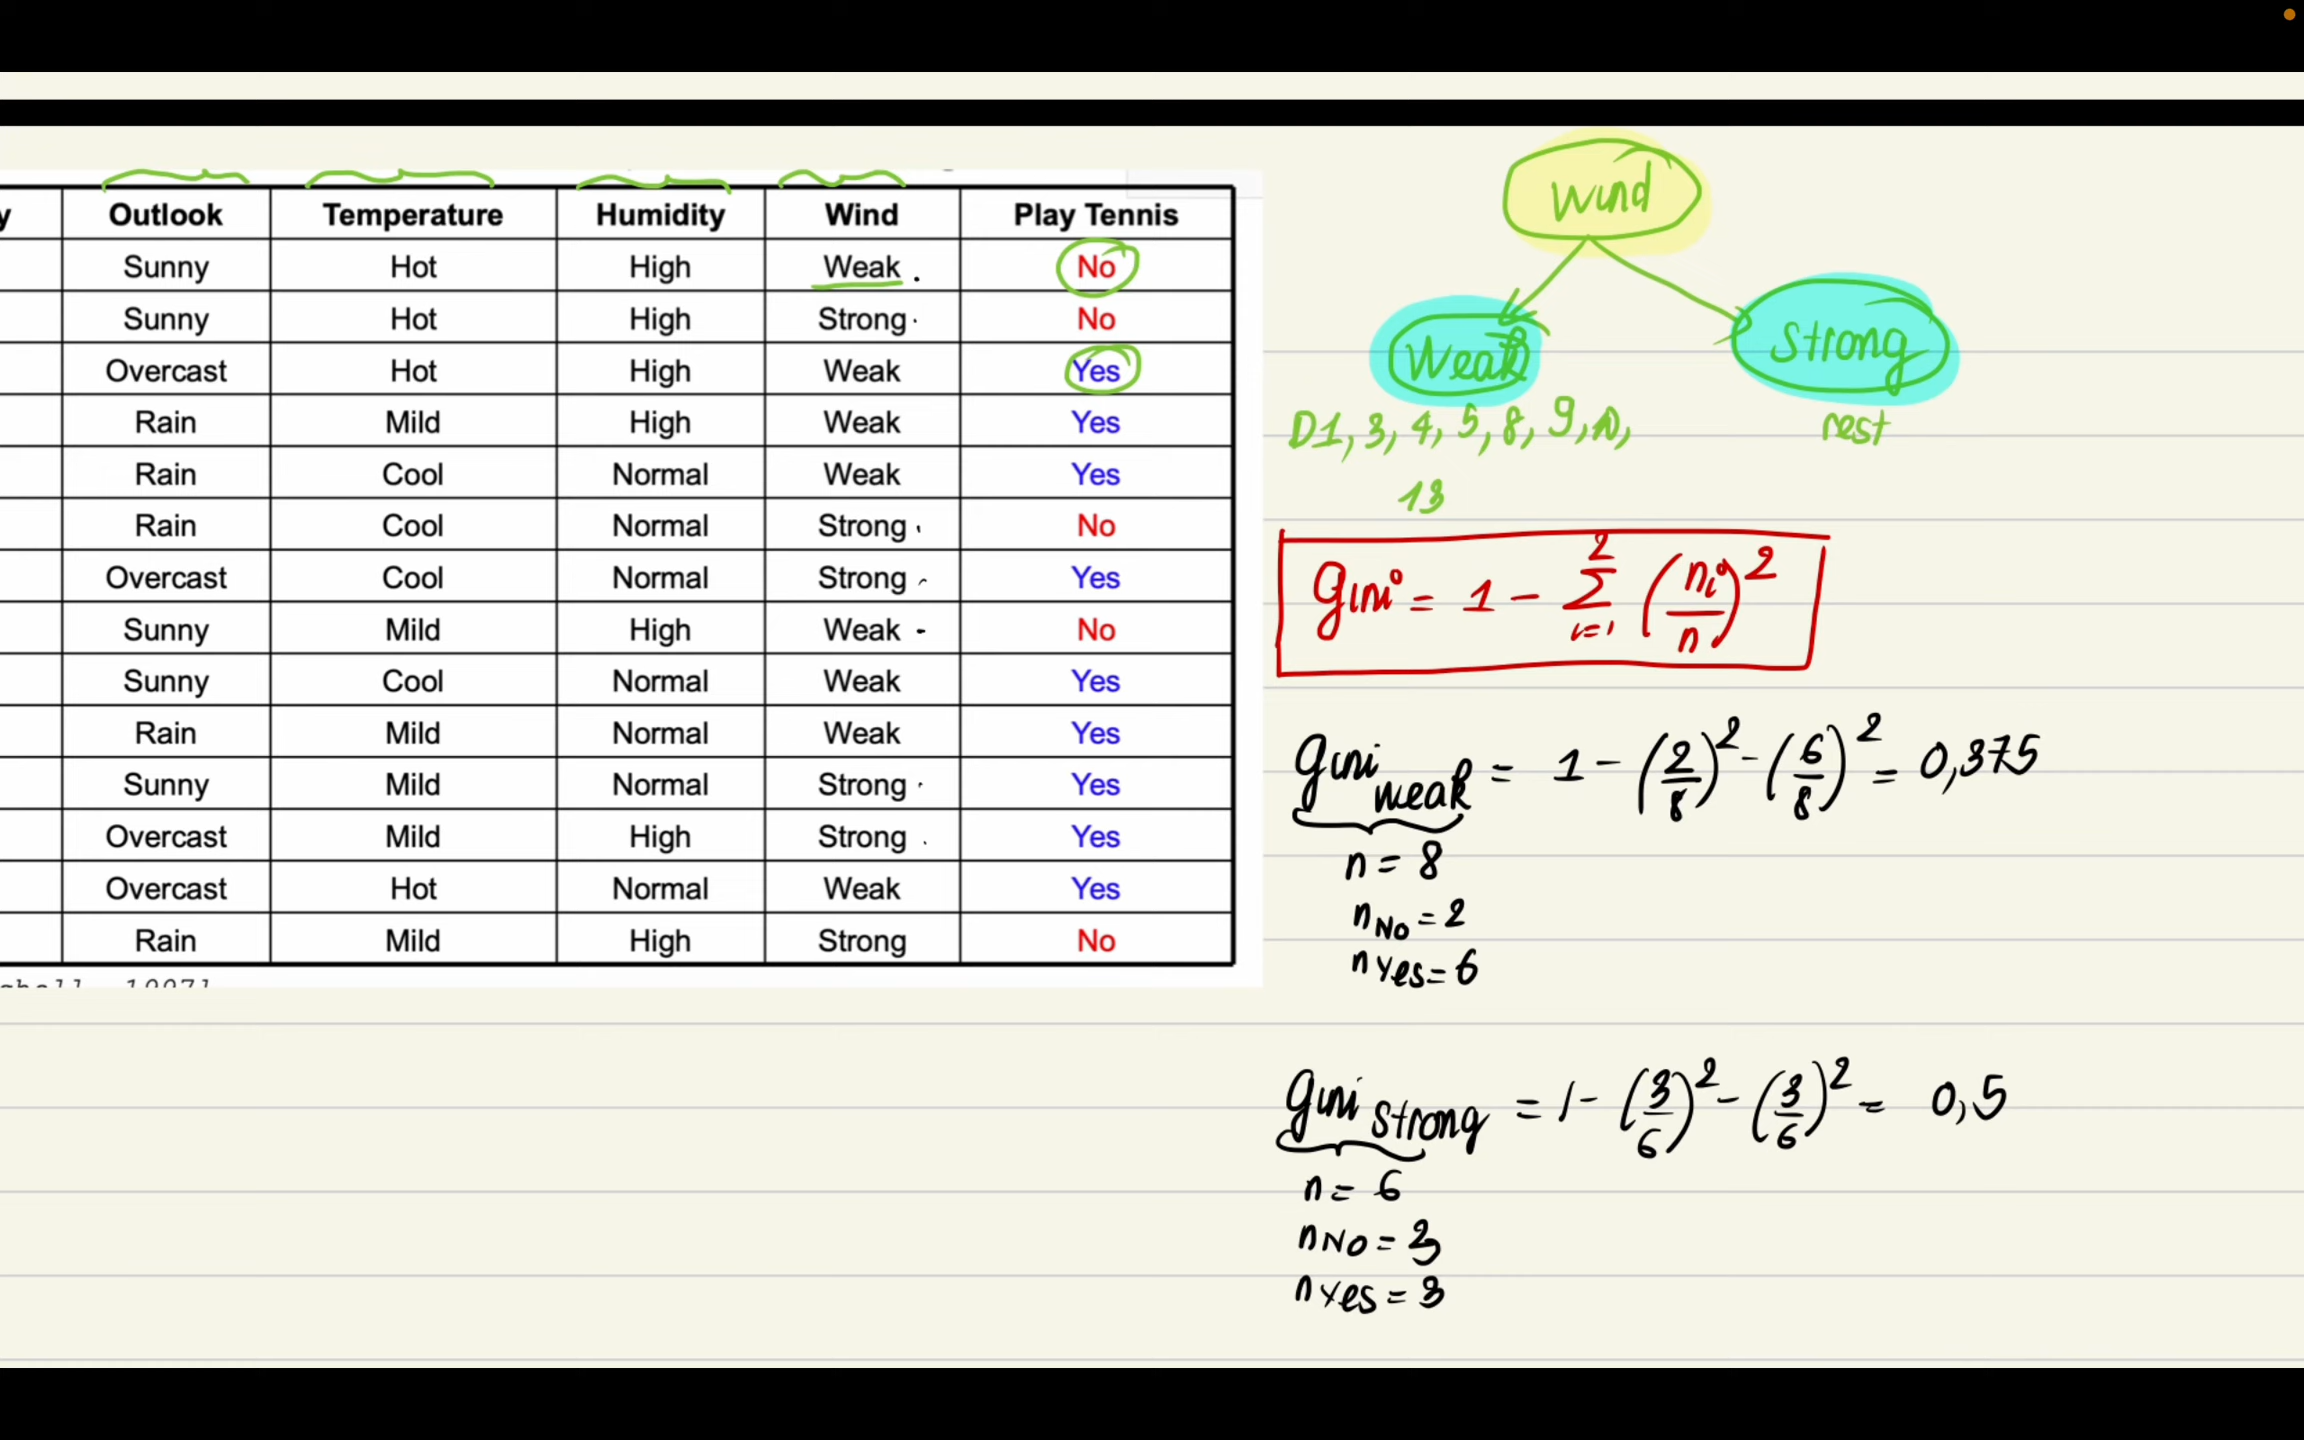 y Outlook Temperature Humidity Wind Play Tennis
Sunny Hot High Weak . No
Sunny Hot High Strong No
Overcast Hot High Weak Yes
Rain Mild High Weak Yes
Rain Cool Normal Weak Yes
Rain Cool Normal Strong No
Overcast Cool Normal Strong Yes
Sunny Mild High Weak No
Sunny Cool Normal Weak Yes
Rain Mild Normal Weak Yes
Sunny Mild Normal Strong Yes
Overcast Mild High Strong Yes
Overcast Hot Normal Weak Yes
Rain Mild High Strong No
Wind
Weak
Strong
D1, 3, 4, 5, 8, 9, 10,
13
rest
gini = 1 - Σ i=1 2 (ni/n)²
gini weak = 1 - (2/8)² - (6/8)² = 0,375
n = 8
n No = 2
n Yes = 6
gini strong = 1 - (3/6)² - (3/6)² = 0,5
n = 6
n No = 3
n Yes = 3